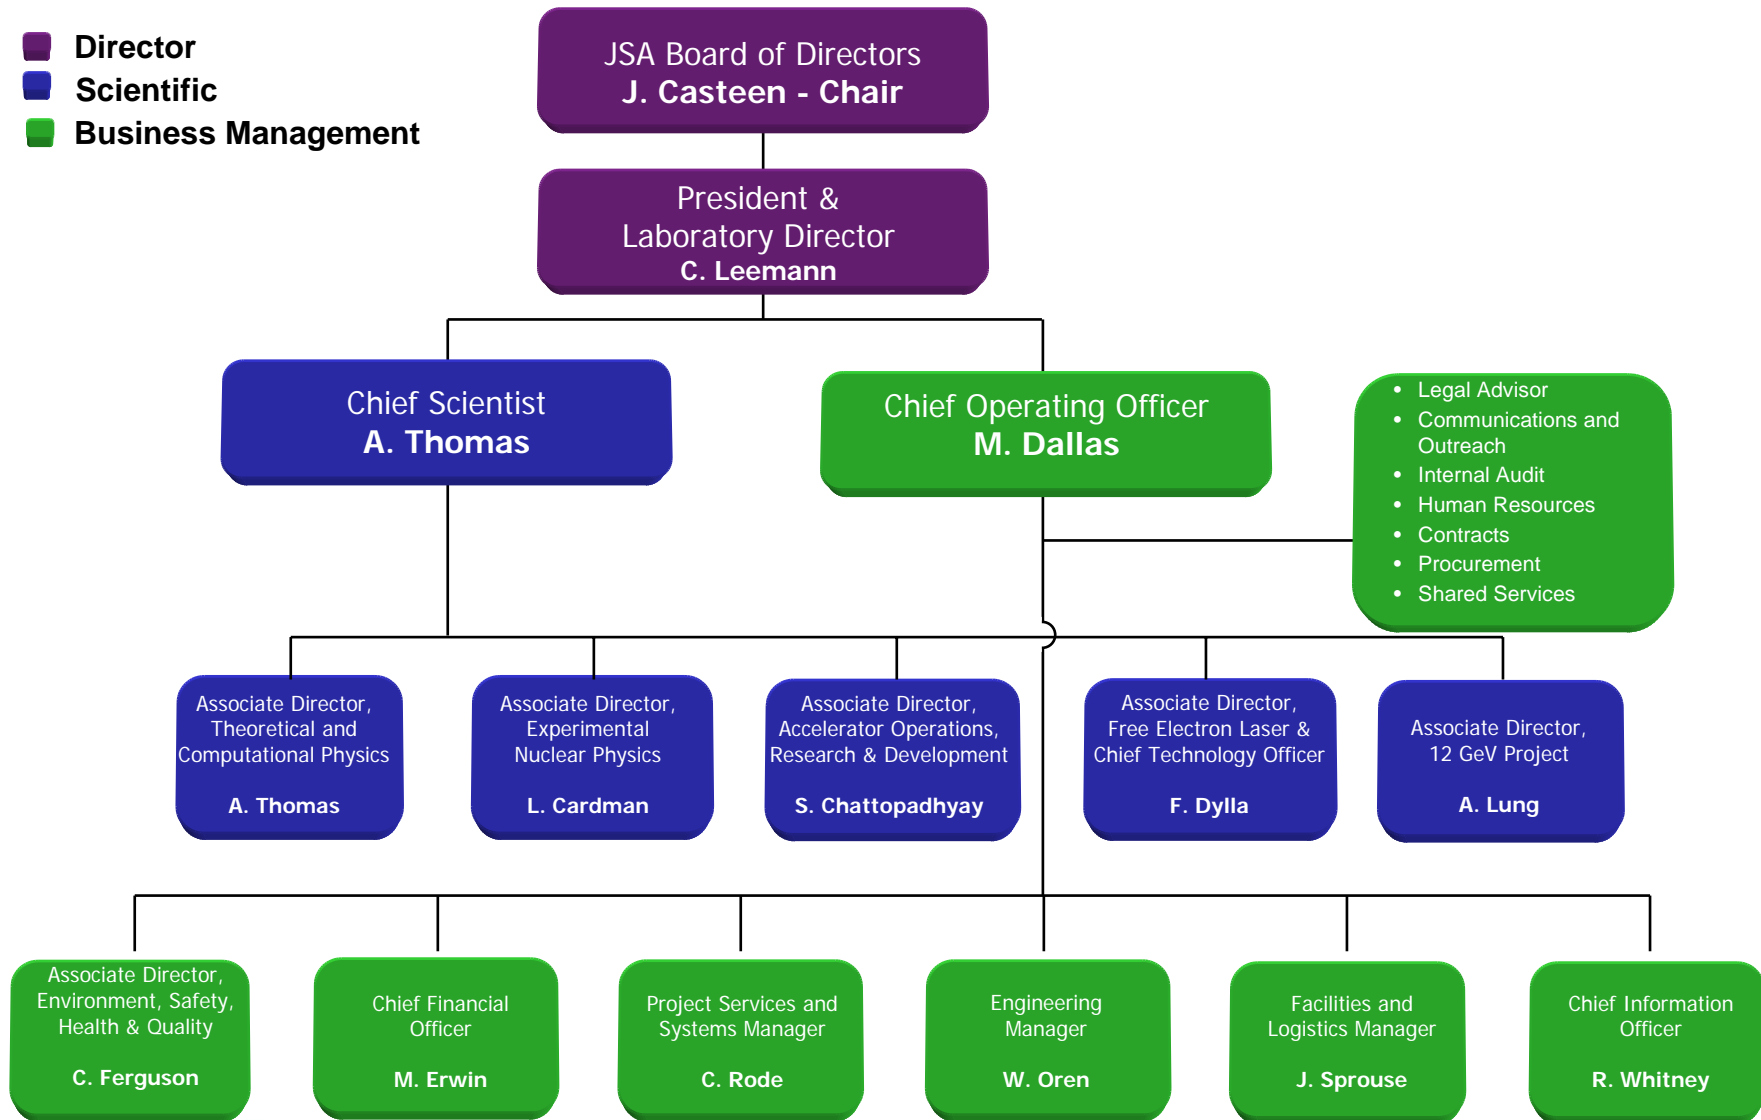 Director
Scientific
Business Management
JSA Board of Directors
J. Casteen - Chair
President &
Laboratory Director
C. Leemann
Chief Scientist
A. Thomas
Chief Operating Officer
M. Dallas
• Legal Advisor
• Communications and
Outreach
• Internal Audit
• Human Resources
• Contracts
• Procurement
• Shared Services
Associate Director,
Theoretical and
Computational Physics
A. Thomas
Associate Director,
Experimental
Nuclear Physics
L. Cardman
Associate Director,
Accelerator Operations,
Research & Development
S. Chattopadhyay
Associate Director,
Free Electron Laser &
Chief Technology Officer
F. Dylla
Associate Director,
12 GeV Project
A. Lung
Associate Director,
Environment, Safety,
Health & Quality
C. Ferguson
Chief Financial
Officer
M. Erwin
Project Services and
Systems Manager
C. Rode
Engineering
Manager
W. Oren
Facilities and
Logistics Manager
J. Sprouse
Chief Information
Officer
R. Whitney